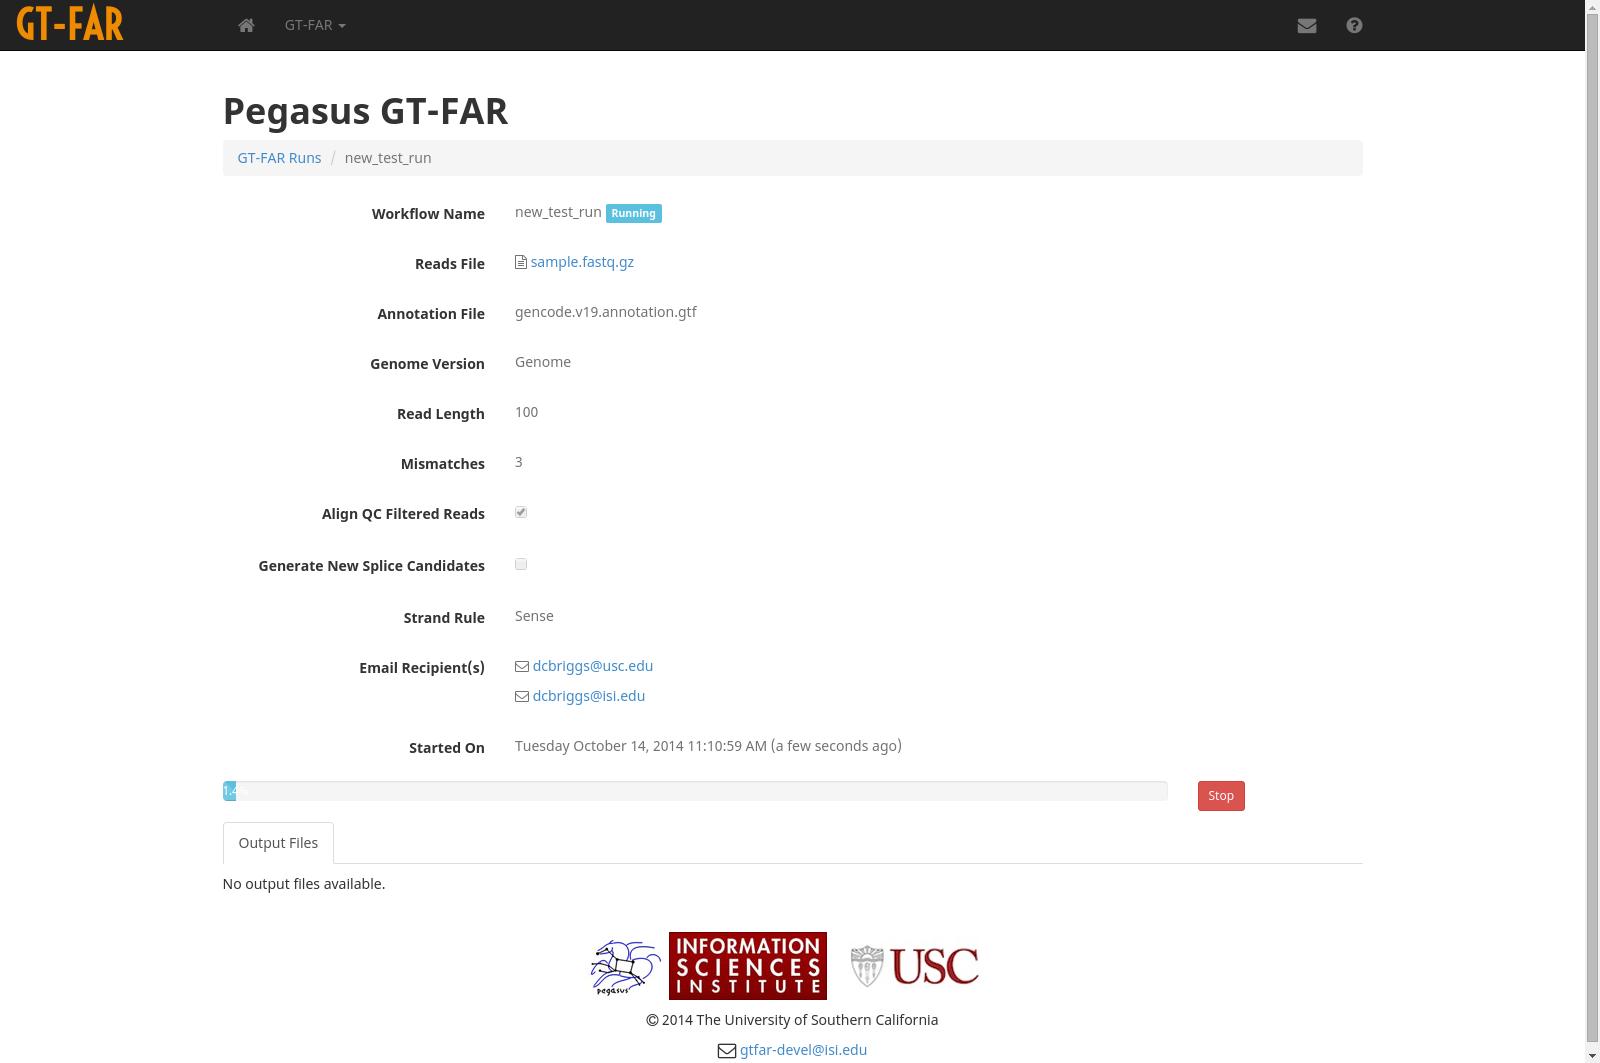 GT-FAR
GT-FAR
Pegasus GT-FAR
GT-FAR Runs / new_test_run
Workflow Name new_test_run Running
Reads File sample.fastq.gz
Annotation File gencode.v19.annotation.gtf
Genome Version Genome
Read Length 100
Mismatches 3
Align QC Filtered Reads
Generate New Splice Candidates
Strand Rule Sense
Email Recipient(s) dcbriggs@usc.edu
dcbriggs@isi.edu
Started On Tuesday October 14, 2014 11:10:59 AM (a few seconds ago)
1.4% Stop
Output Files
No output files available.
pegasus
INFORMATION
SCIENCES
INSTITUTE
USC
© 2014 The University of Southern California
gtfar-devel@isi.edu